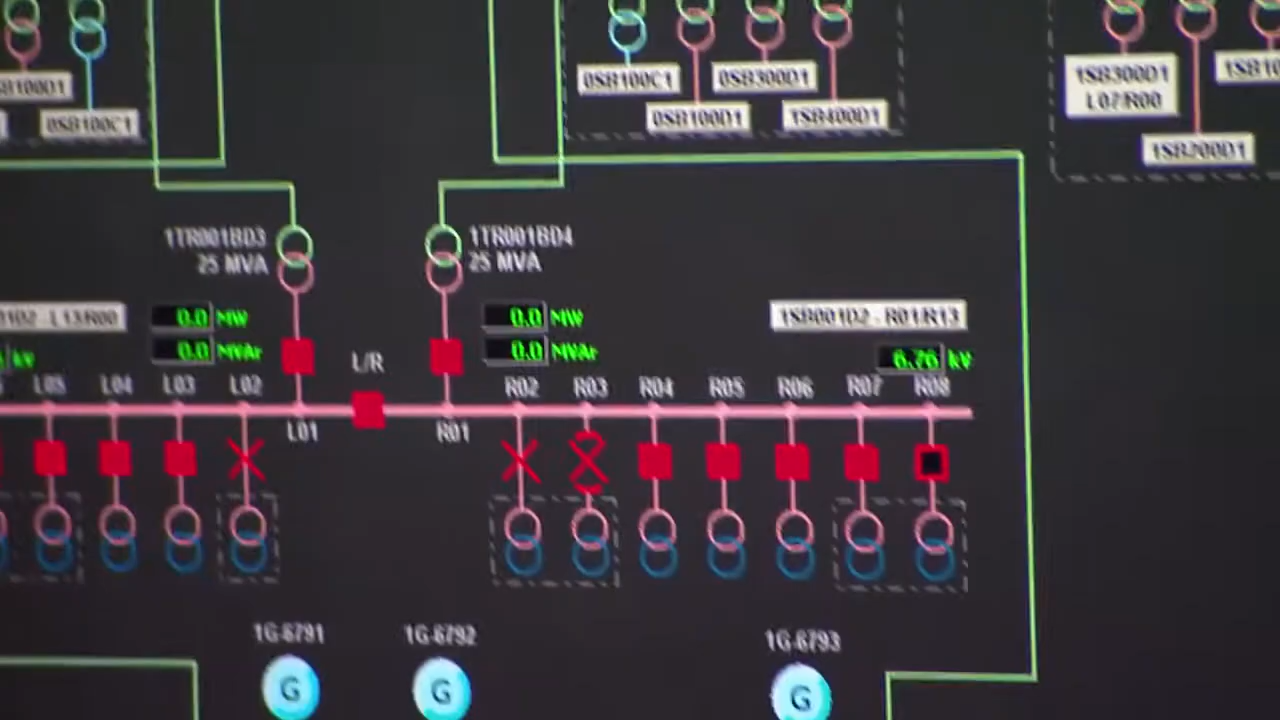 0SB100C1
0SB100C1
0SB300D1
0SB100D1
1SB400D1
1SB300D1
L07/R00
1SB200D1
1TR001BD3
25 MVA
1TR001BD4
25 MVA
0.0 MW
0.0 MW
1SB001D2 - R01/R13
kV
0.0 MVAr
0.0 MVAr
6.76 kV
L/R
L05
L04
L03
L02
R02
R03
R04
R05
R06
R07
R08
L01
R01
1G-6791
1G-6792
1G-6793
G
G
G